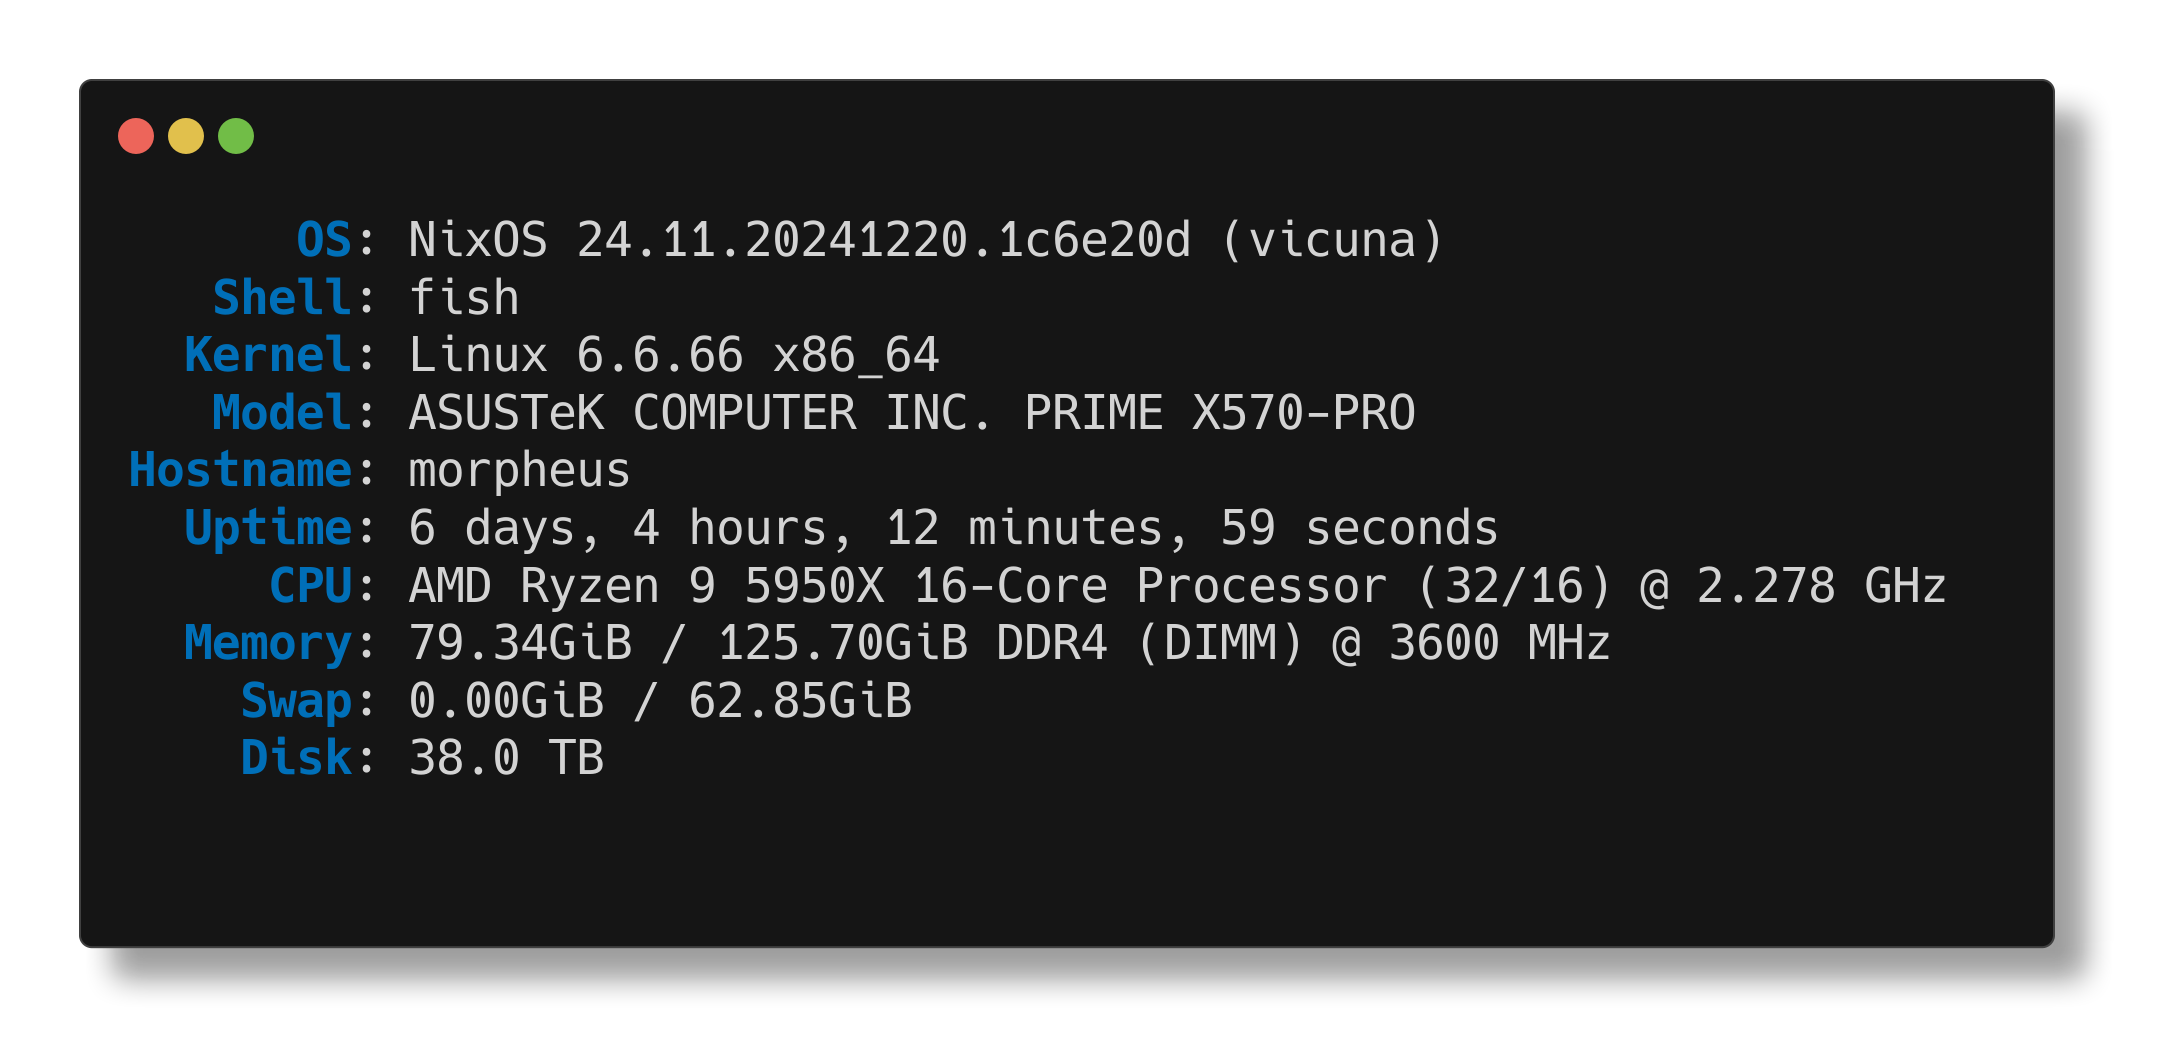 OS: NixOS 24.11.20241220.1c6e20d (vicuna)
Shell: fish
Kernel: Linux 6.6.66 x86_64
Model: ASUSTeK COMPUTER INC. PRIME X570-PRO
Hostname: morpheus
Uptime: 6 days, 4 hours, 12 minutes, 59 seconds
CPU: AMD Ryzen 9 5950X 16-Core Processor (32/16) @ 2.278 GHz
Memory: 79.34GiB / 125.70GiB DDR4 (DIMM) @ 3600 MHz
Swap: 0.00GiB / 62.85GiB
Disk: 38.0 TB